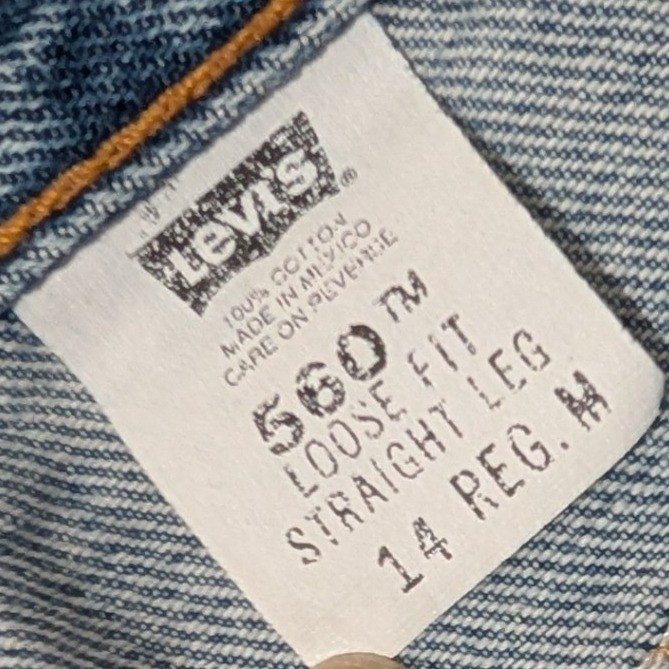 LEVI'S®
100% COTTON
MADE IN MEXICO
CARE ON REVERSE
560™
LOOSE FIT
STRAIGHT LEG
14 REG. M